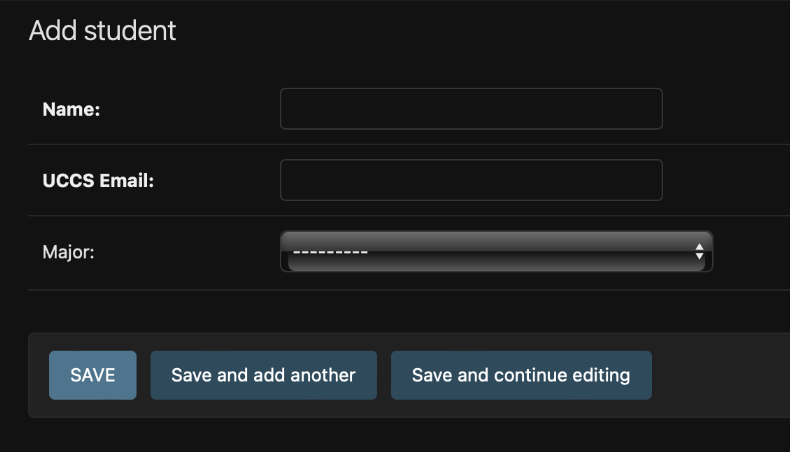 Add student
Name:
UCCS Email:
Major:
---------
SAVE
Save and add another
Save and continue editing